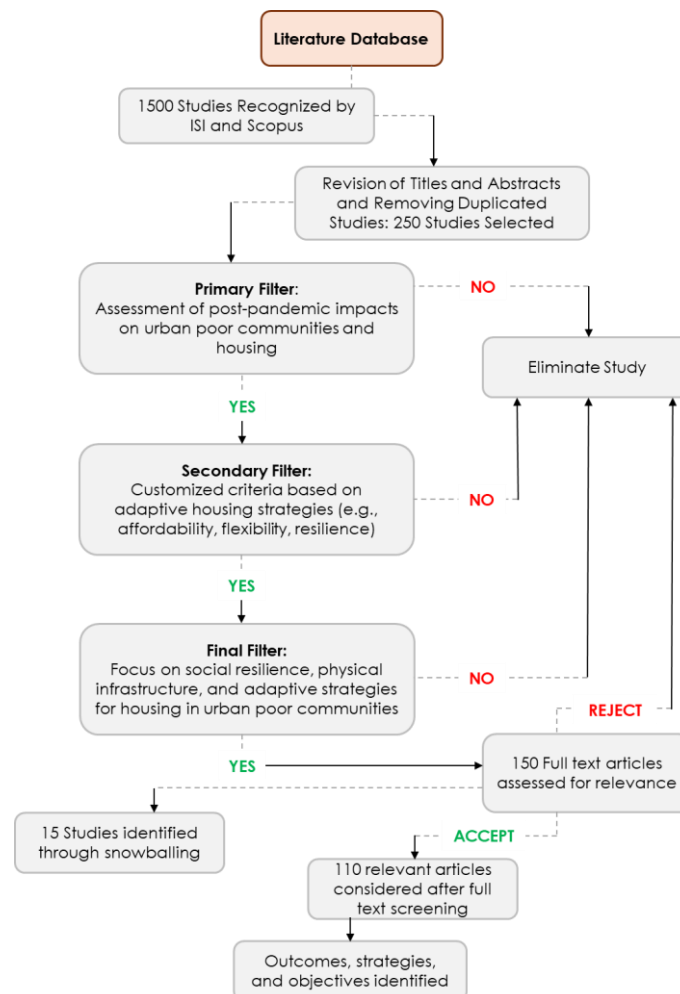 Literature Database
1500 Studies Recognized by
ISI and Scopus
Revision of Titles and Abstracts
and Removing Duplicated
Studies: 250 Studies Selected
Primary Filter:
Assessment of post-pandemic impacts
on urban poor communities and
housing
NO
Eliminate Study
YES
Secondary Filter:
Customized criteria based on
adaptive housing strategies (e.g.,
affordability, flexibility, resilience)
NO
YES
Final Filter:
Focus on social resilience, physical
infrastructure, and adaptive strategies
for housing in urban poor communities
NO
REJECT
YES
150 Full text articles
assessed for relevance
15 Studies identified
through snowballing
ACCEPT
110 relevant articles
considered after full
text screening
Outcomes, strategies,
and objectives identified